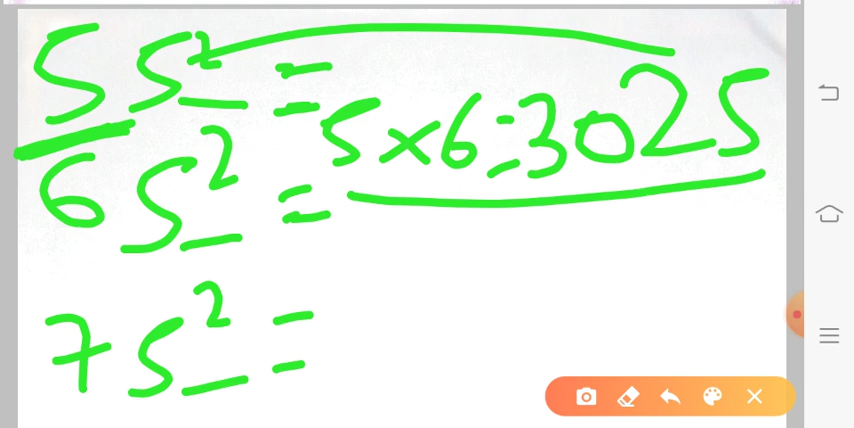 55² = 5×6=3025
65² =
75² =